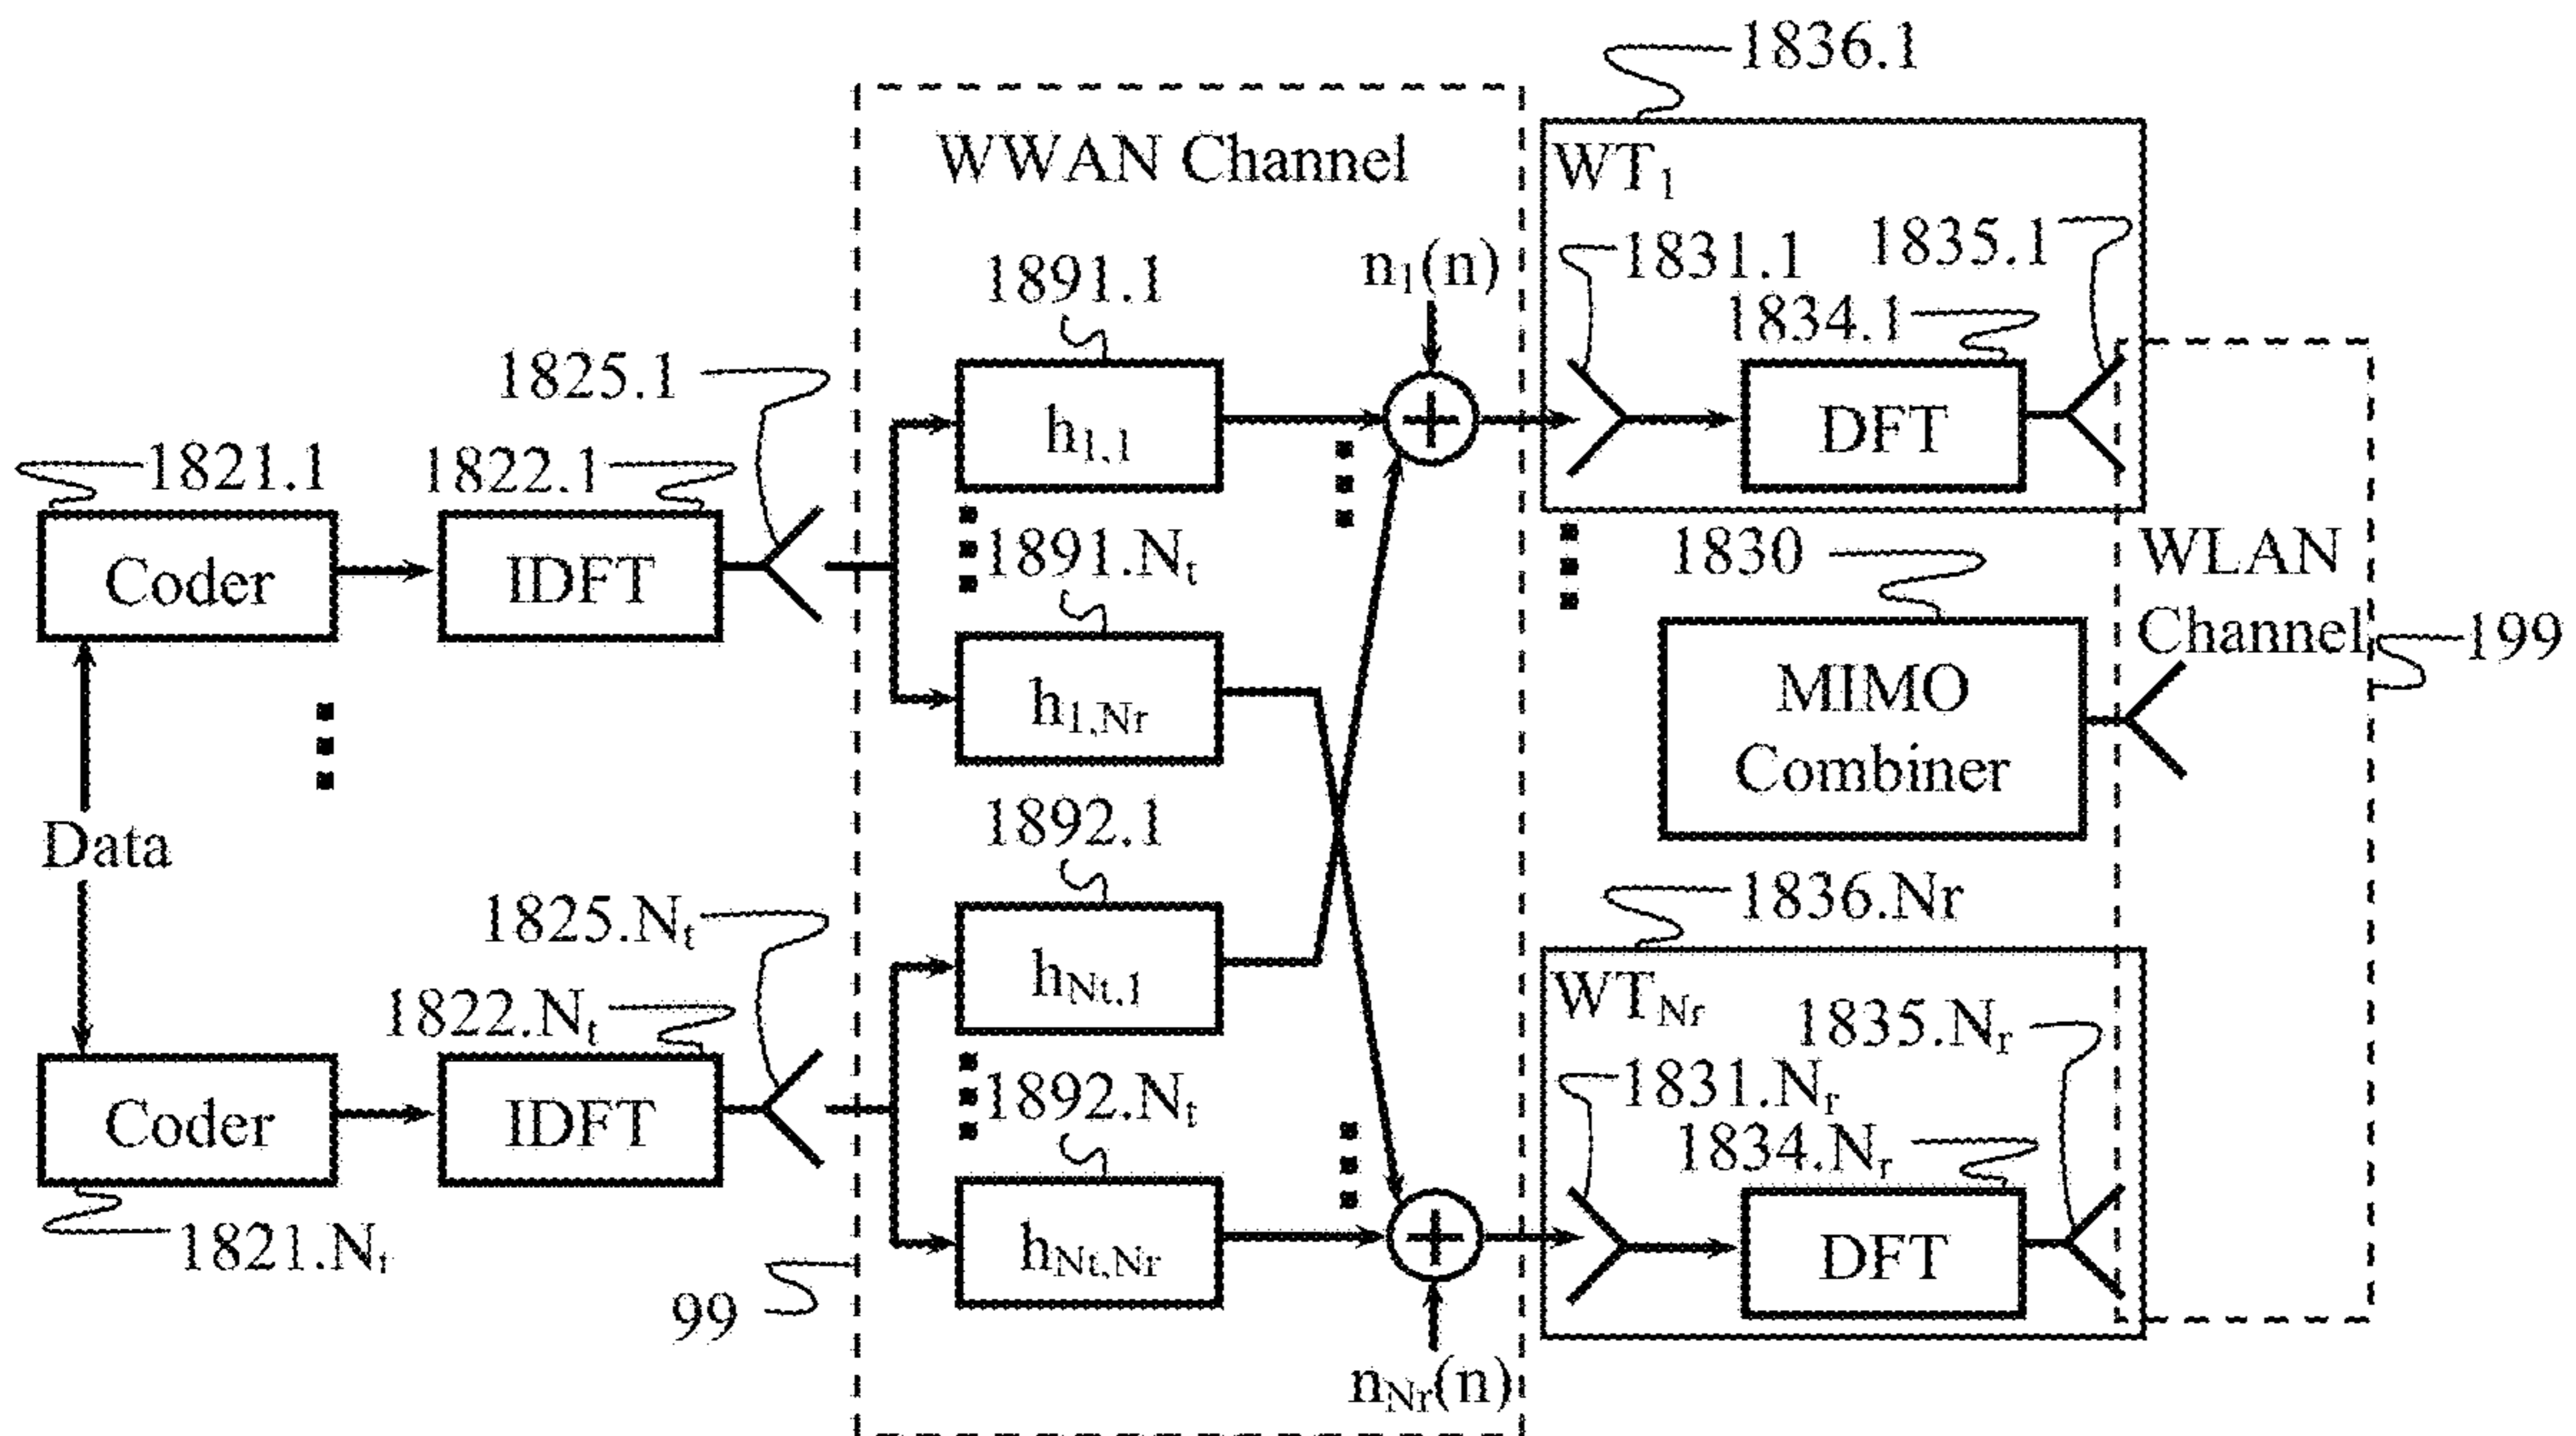 1836.1
WWAN Channel
WT₁
1831.1
1835.1
n₁(n)
1891.1
1834.1
1825.1
h₁,₁
DFT
1821.1
1822.1
1891.Nₜ
1830
WLAN
Channel
199
Coder
IDFT
h₁,Nr
MIMO
Combiner
1892.1
Data
1836.Nr
1825.Nₜ
hNt,1
WTNr
1835.Nᵣ
1822.Nₜ
1892.Nₜ
1831.Nᵣ
1834.Nᵣ
Coder
IDFT
hNt,Nr
DFT
1821.Nₜ
99
nNr(n)